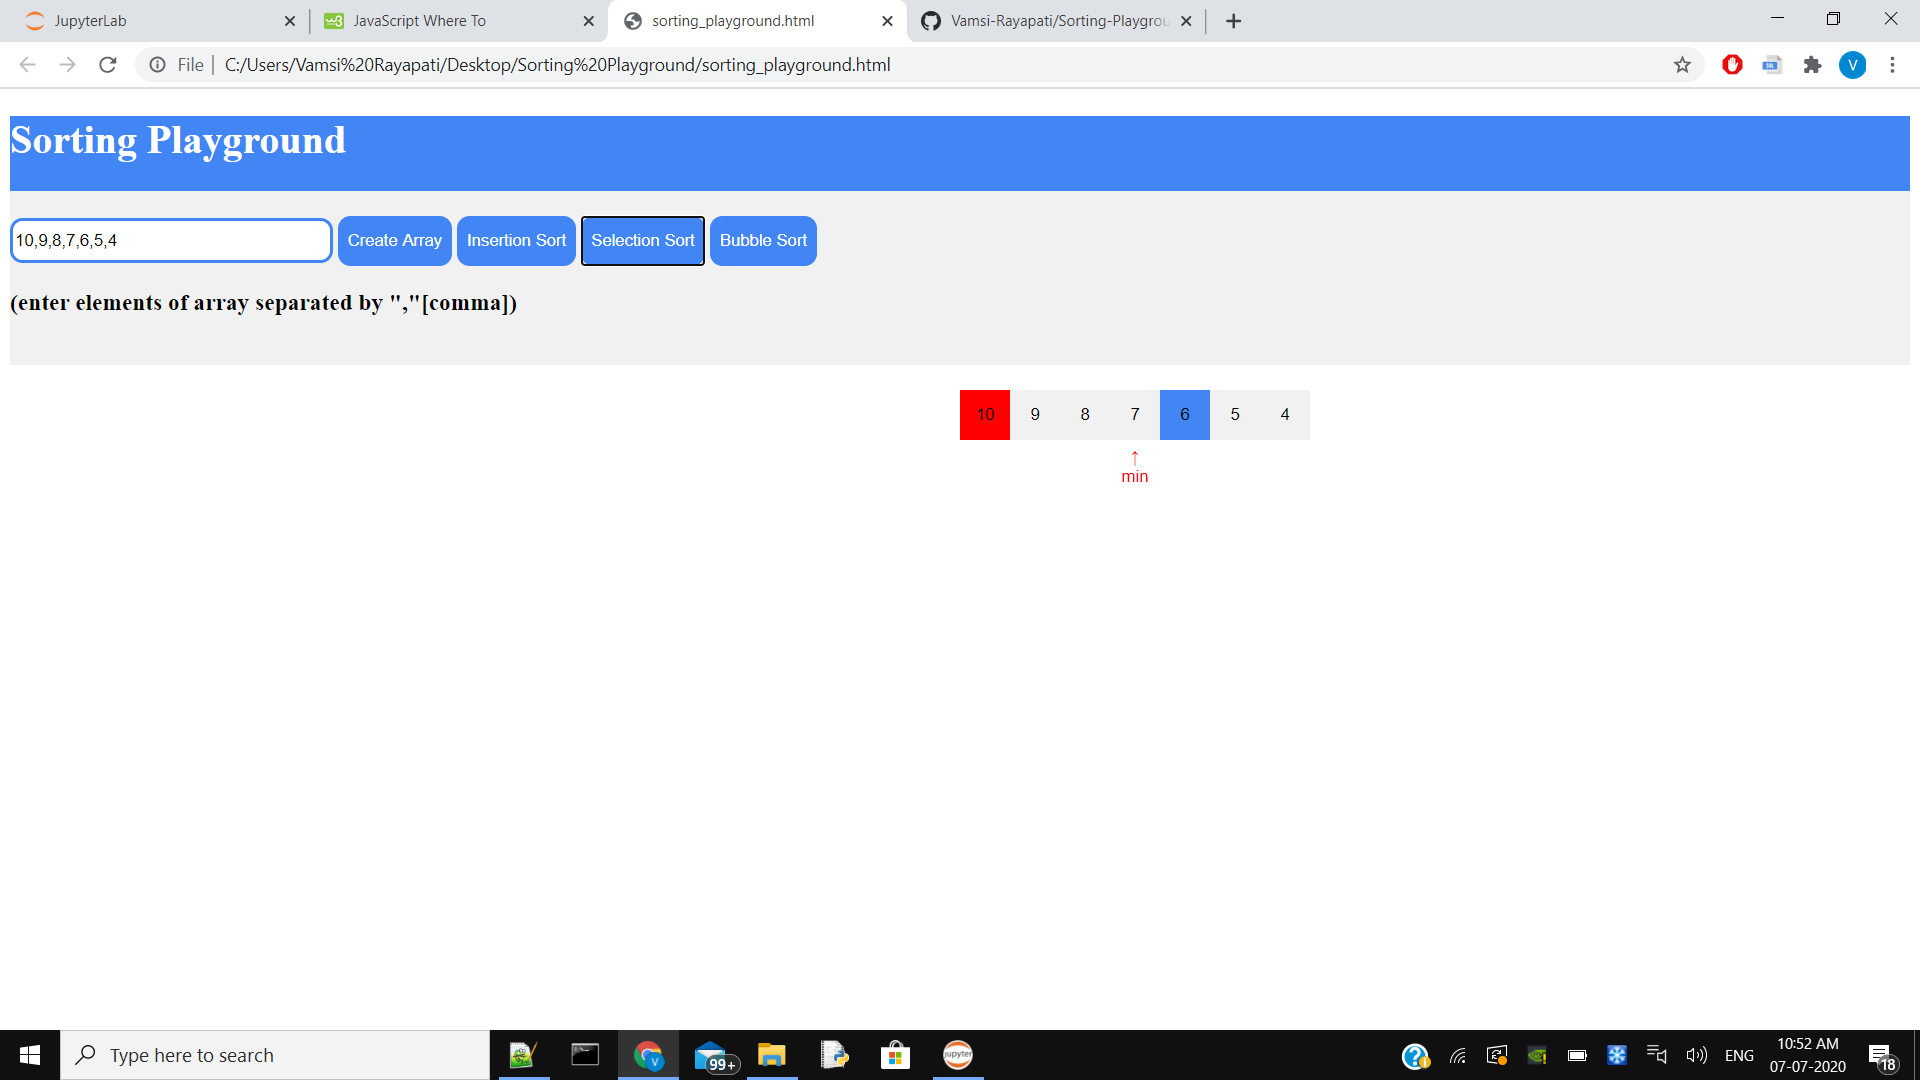 JupyterLab
JavaScript Where To
sorting_playground.html
Vamsi-Rayapati/Sorting-Playgrou
File
C:/Users/Vamsi%20Rayapati/Desktop/Sorting%20Playground/sorting_playground.html
V
Sorting Playground
10,9,8,7,6,5,4
Create Array
Insertion Sort
Selection Sort
Bubble Sort
(enter elements of array separated by ","[comma])
10 9 8 7 6 5 4
↑
min
Type here to search
V
99+
jupyter
ENG
10:52 AM
07-07-2020
18